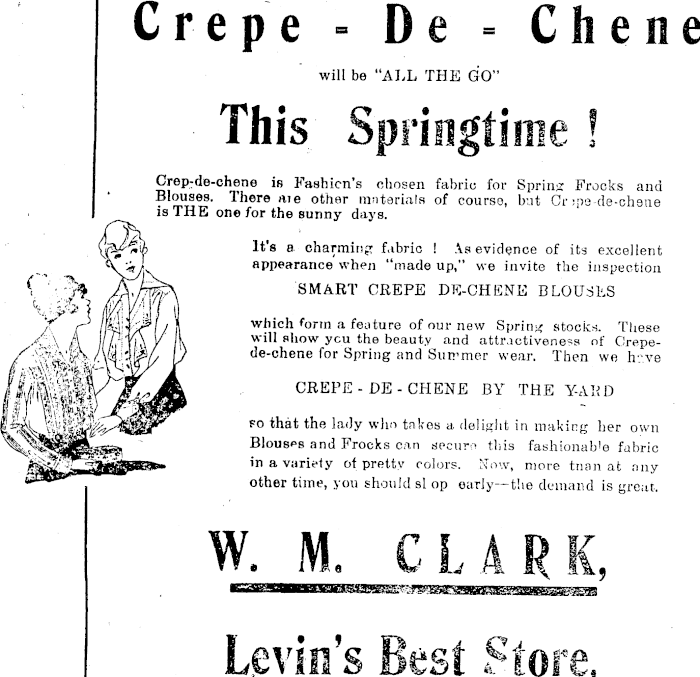 Crepe - De - Chene
will be "ALL THE GO"
This Springtime !
Crep-de-chene is Fashion's chosen fabric for Spring Frocks and
Blouses. There are other materials of course, but Crepe-de-chene
is THE one for the sunny days.
It's a charming fabric ! As evidence of its excellent
appearance when "made up," we invite the inspection
SMART CREPE DE-CHENE BLOUSES
which form a feature of our new Spring stocks. These
will show you the beauty and attractiveness of Crepe-
de-chene for Spring and Summer wear. Then we have
CREPE - DE - CHENE BY THE YARD
so that the lady who takes a delight in making her own
Blouses and Frocks can secure this fashionable fabric
in a variety of pretty colors. Now, more tnan at any
other time, you should sl op early--the demand is great.
W. M. CLARK,
Levin's Best Store.